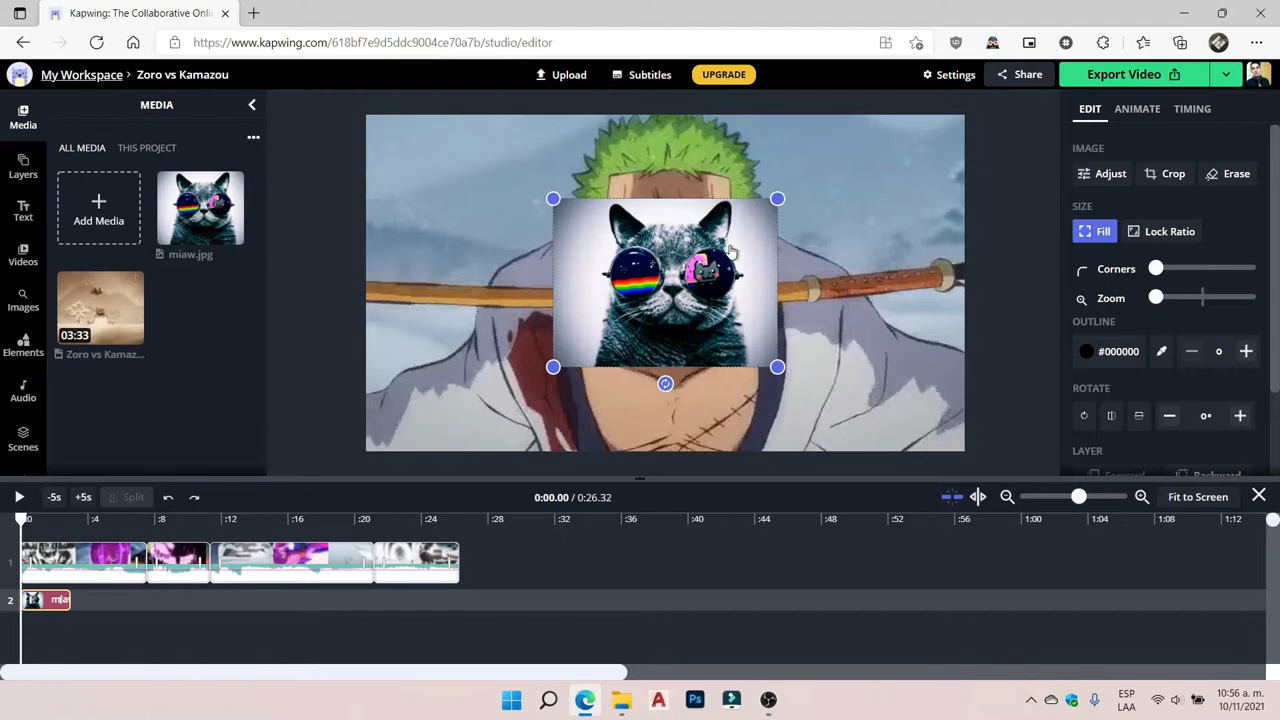 Kapwing: The Collaborative Onli
https://www.kapwing.com/618bf7e9d5ddc9004ce70a7b/studio/editor
My Workspace > Zoro vs Kamazou
Upload
Subtitles
UPGRADE
Settings
Share
Export Video
Media
Layers
Text
Videos
Images
Elements
Audio
Scenes
MEDIA
ALL MEDIA
THIS PROJECT
Add Media
miaw.jpg
03:33
Zoro vs Kamaz...
EDIT
ANIMATE
TIMING
IMAGE
Adjust
Crop
Erase
SIZE
Fill
Lock Ratio
Corners
Zoom
OUTLINE
#000000
0
ROTATE
0°
LAYER
Forward
Backward
-5s
+5s
Split
0:00.00 / 0:26.32
Fit to Screen
:0 :4 :8 :12 :16 :20 :24 :28 :32 :36 :40 :44 :48 :52 :56 1:00 1:04 1:08 1:12
1
2
miaw
ESP
LAA
10:56 a. m.
10/11/2021